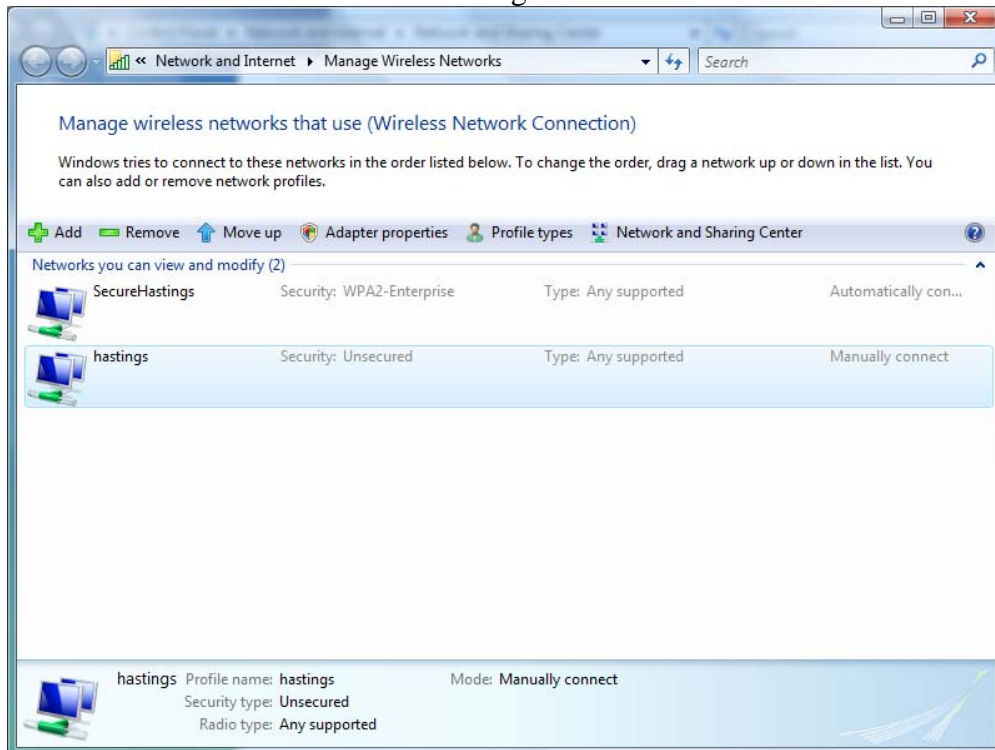 « Network and Internet ▸ Manage Wireless Networks Search
Manage wireless networks that use (Wireless Network Connection)
Windows tries to connect to these networks in the order listed below. To change the order, drag a network up or down in the list. You
can also add or remove network profiles.
Add Remove Move up Adapter properties Profile types Network and Sharing Center
Networks you can view and modify (2)
SecureHastings Security: WPA2-Enterprise Type: Any supported Automatically con...
hastings Security: Unsecured Type: Any supported Manually connect
hastings Profile name: hastings Mode: Manually connect
Security type: Unsecured
Radio type: Any supported